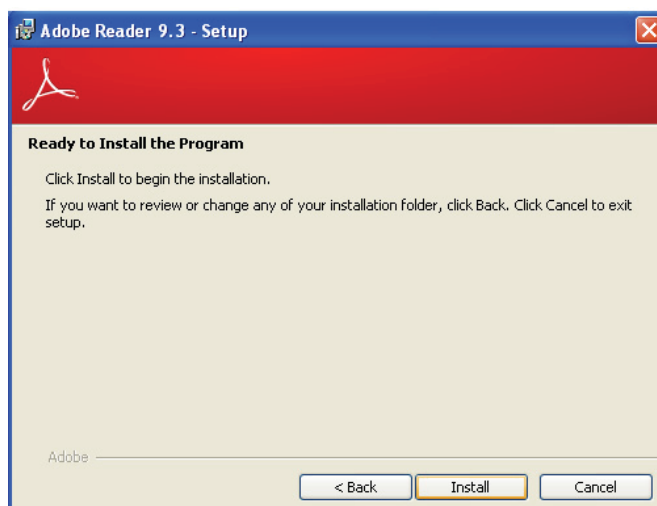 Adobe Reader 9.3 - Setup
Ready to Install the Program
Click Install to begin the installation.
If you want to review or change any of your installation folder, click Back. Click Cancel to exit
setup.
Adobe
< Back Install Cancel